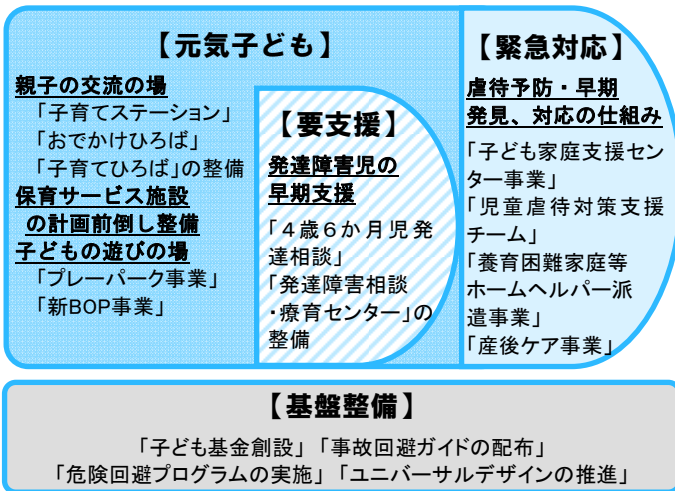 【元気子ども】
親子の交流の場
「子育てステーション」
「おでかけひろば」
「子育てひろば」の整備
保育サービス施設
の計画前倒し整備
子どもの遊びの場
「プレーパーク事業」
「新BOP事業」
【要支援】
発達障害児の
早期支援
「４歳６か月児発
達相談」
「発達障害相談
・療育センター」の
整備
【緊急対応】
虐待予防・早期
発見、対応の仕組み
「子ども家庭支援セン
ター事業」
「児童虐待対策支援
チーム」
「養育困難家庭等
ホームヘルパー派
遣事業」
「産後ケア事業」
【基盤整備】
「子ども基金創設」「事故回避ガイドの配布」
「危険回避プログラムの実施」「ユニバーサルデザインの推進」